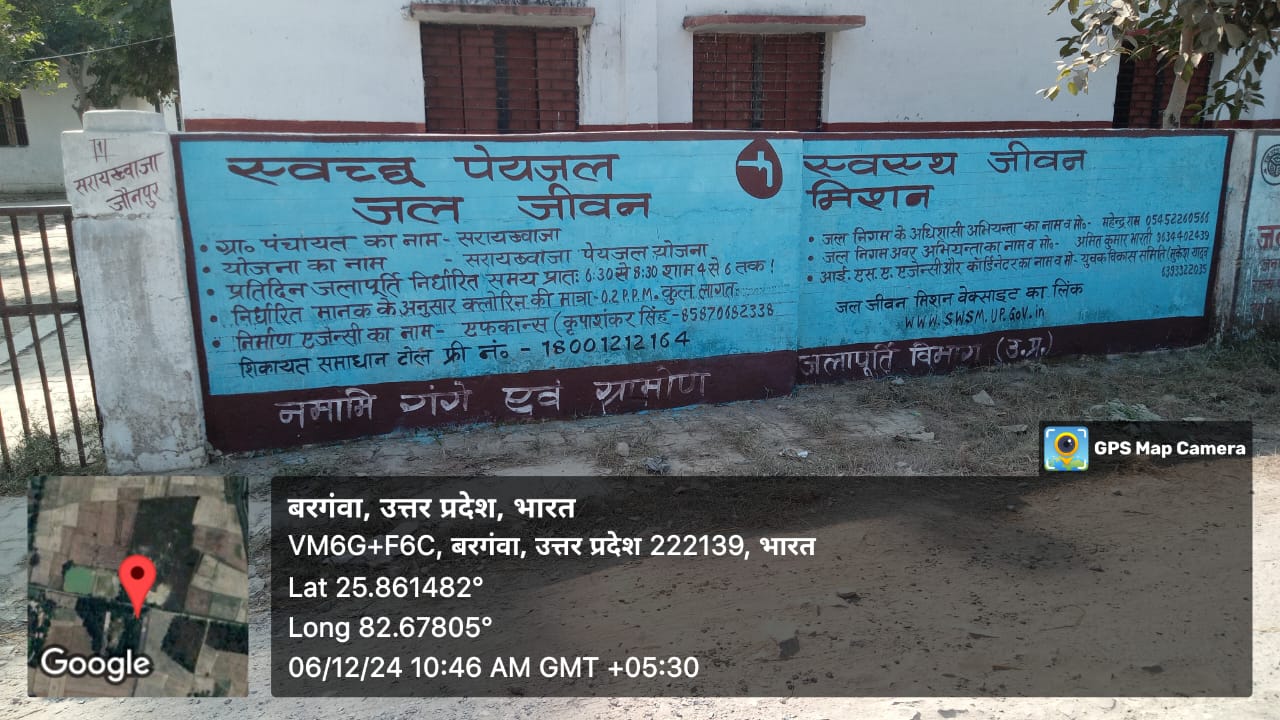 सरायख्वाजा
जौनपुर
स्वच्छ पेयजल
जल जीवन
• ग्रा० पंचायत का नाम - सरायख्वाजा
• योजना का नाम - सरायख्वाजा पेयजल योजना
• प्रतिदिन जलापूर्ति निर्धारित समय प्रातः 6:30 से 8:30 शाम 4 से 6 तक !
• निर्धारित मानक के अनुसार क्लोरिन की मात्रा - 0.2 P.P.M. कुल लागत
• निर्माण एजेन्सी का नाम - एफकान्स (कृपाशंकर सिंह - 85870682338
शिकायत समाधान टोल फ्री नं० - 18001212164
नमामि गंगे एवं ग्रामीण
स्वस्थ जीवन
मिशन
• जल निगम के अधिशासी अभियन्ता का नाम व मो० - महेन्द्र राम 05452260566
• जल निगम अवर अभियन्ता का नाम व मो० - अमित कुमार भारती 9634402439
• आई. एस. ए. एजेन्सी और कोर्डिनेटर का नाम व मो - युवक विकास समिति (मुकेश यादव
6393322035
जल जीवन मिशन वेबसाइट का लिंक
WWW.SWSM.UP.GOV.in
जलापूर्ति विभाग (उ.प्र.)
GPS Map Camera
बरगंवा, उत्तर प्रदेश, भारत
VM6G+F6C, बरगंवा, उत्तर प्रदेश 222139, भारत
Lat 25.861482°
Long 82.67805°
06/12/24 10:46 AM GMT +05:30
Google